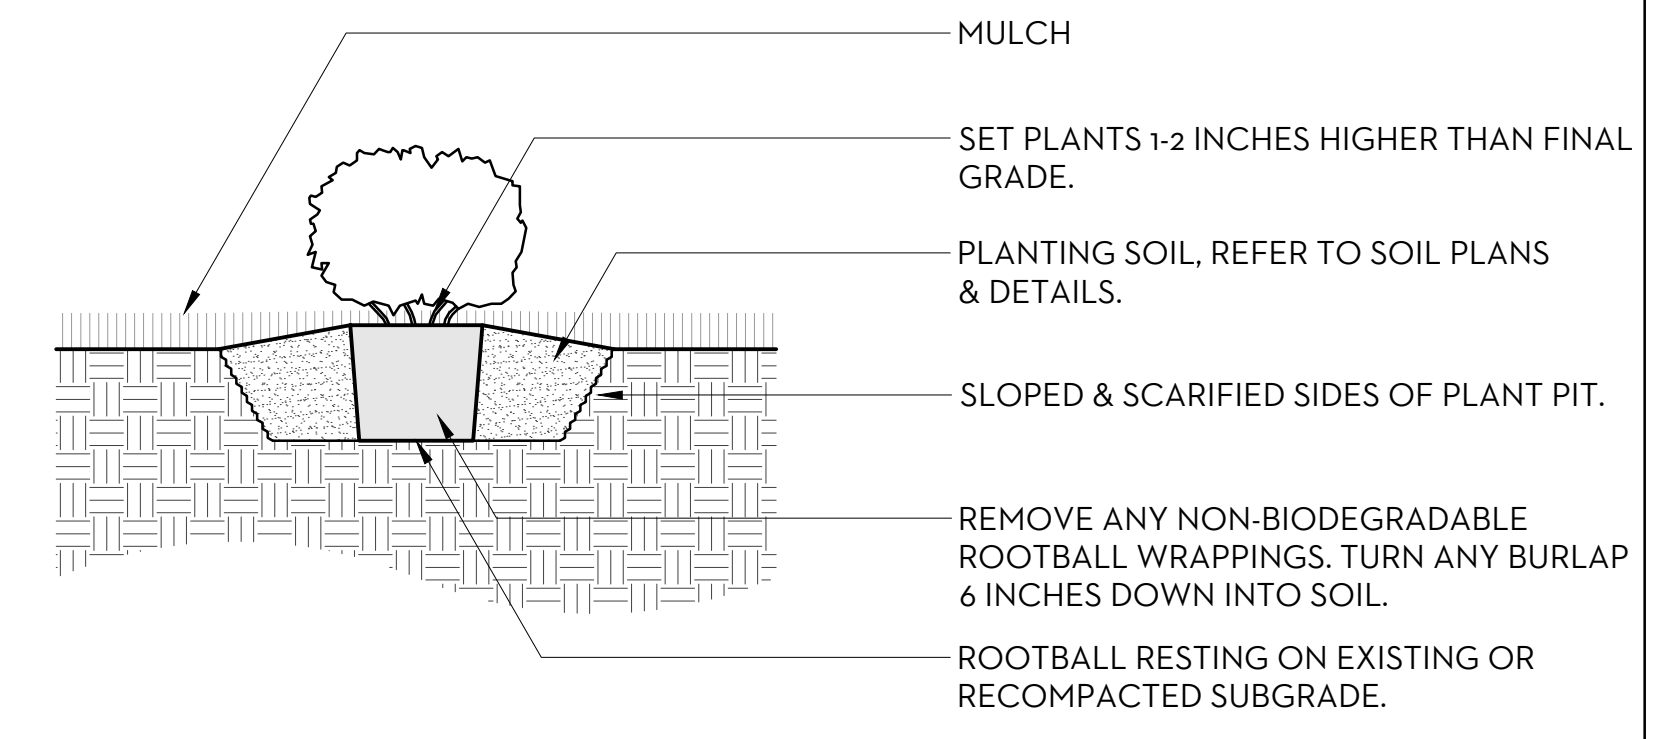 MULCH
SET PLANTS 1-2 INCHES HIGHER THAN FINAL
GRADE.
PLANTING SOIL, REFER TO SOIL PLANS
& DETAILS.
SLOPED & SCARIFIED SIDES OF PLANT PIT.
REMOVE ANY NON-BIODEGRADABLE
ROOTBALL WRAPPINGS. TURN ANY BURLAP
6 INCHES DOWN INTO SOIL.
ROOTBALL RESTING ON EXISTING OR
RECOMPACTED SUBGRADE.